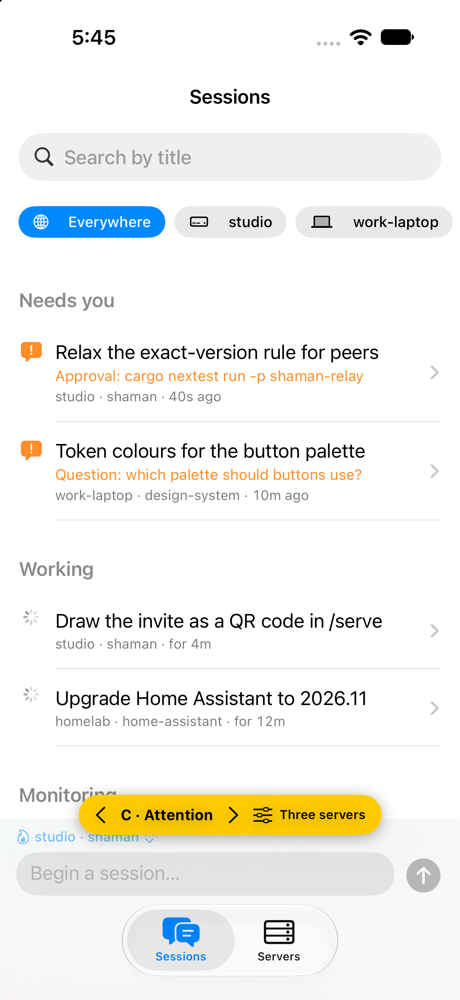 5:45
Sessions
Search by title
Everywhere
studio
work-laptop
Needs you
Relax the exact-version rule for peers
Approval: cargo nextest run -p shaman-relay
studio · shaman · 40s ago
Token colours for the button palette
Question: which palette should buttons use?
work-laptop · design-system · 10m ago
Working
Draw the invite as a QR code in /serve
studio · shaman · for 4m
Upgrade Home Assistant to 2026.11
homelab · home-assistant · for 12m
Monitoring
C · Attention
Three servers
studio · shaman
Begin a session...
Sessions
Servers